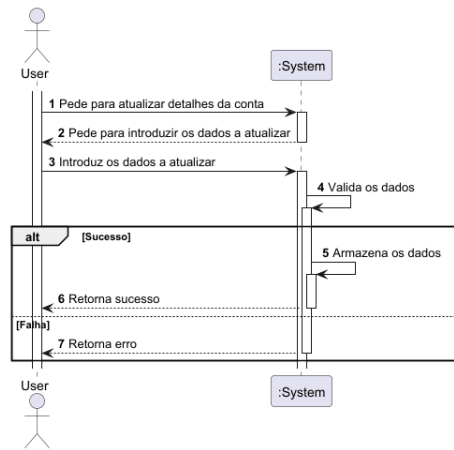 User
:System
1 Pede para atualizar detalhes da conta
2 Pede para introduzir os dados a atualizar
3 Introduz os dados a atualizar
4 Valida os dados
alt [Sucesso]
5 Armazena os dados
6 Retorna sucesso
[Falha]
7 Retorna erro
User
:System